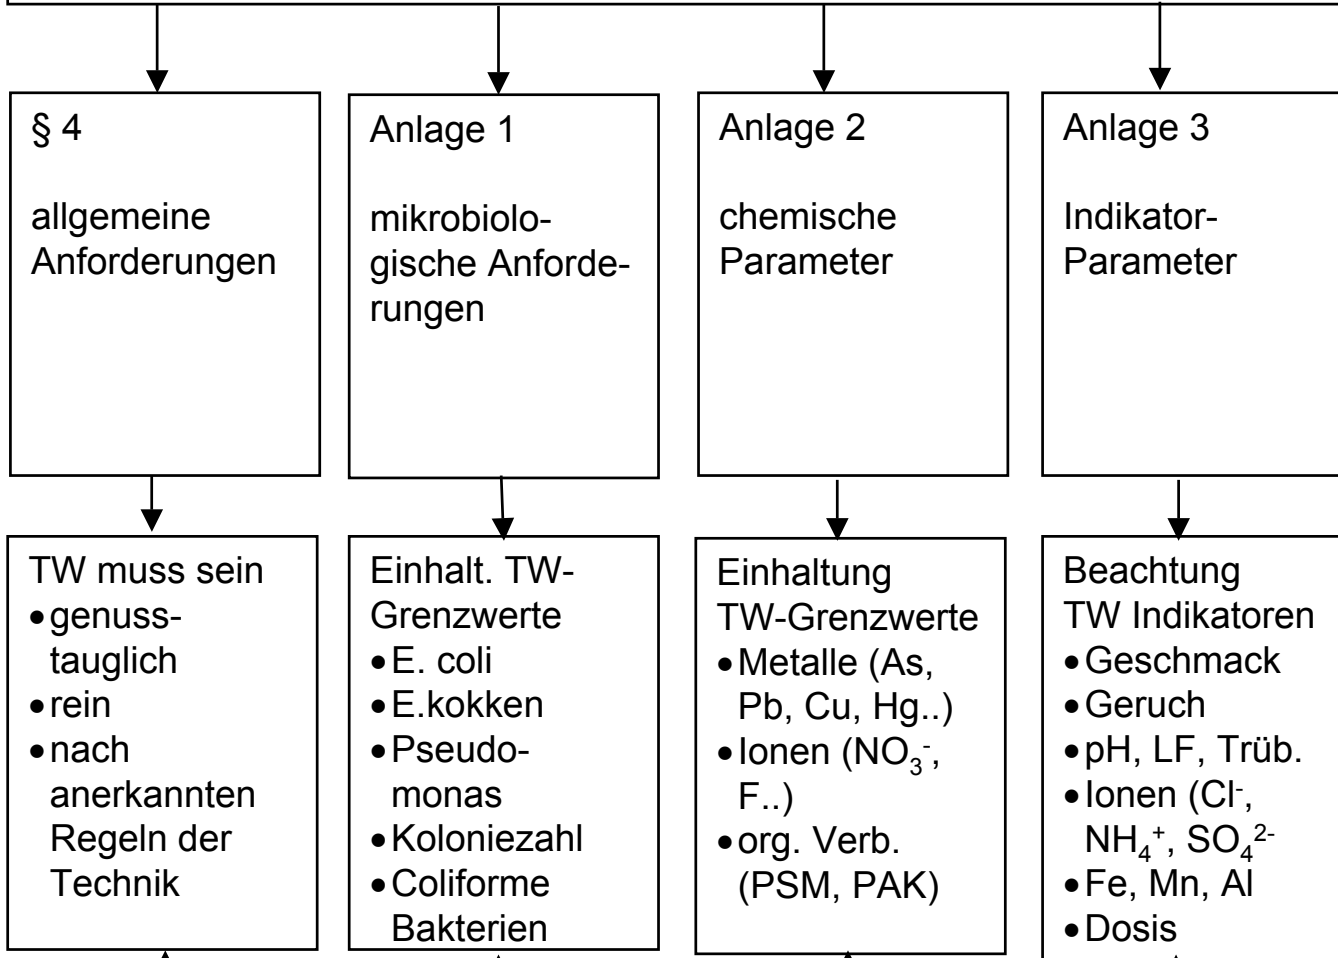 § 4
allgemeine
Anforderungen
Anlage 1
mikrobiolo-
gische Anforde-
rungen
Anlage 2
chemische
Parameter
Anlage 3
Indikator-
Parameter
TW muss sein
•genuss-
tauglich
•rein
•nach
anerkannten
Regeln der
Technik
Einhalt. TW-
Grenzwerte
•E. coli
•E.kokken
•Pseudo-
monas
•Koloniezahl
•Coliforme
Bakterien
Einhaltung
TW-Grenzwerte
•Metalle (As,
Pb, Cu, Hg..)
•Ionen (NO₃⁻,
F..)
•org. Verb.
(PSM, PAK)
Beachtung
TW Indikatoren
•Geschmack
•Geruch
•pH, LF, Trüb.
•Ionen (Cl⁻,
NH₄⁺, SO₄²⁻
•Fe, Mn, Al
•Dosis